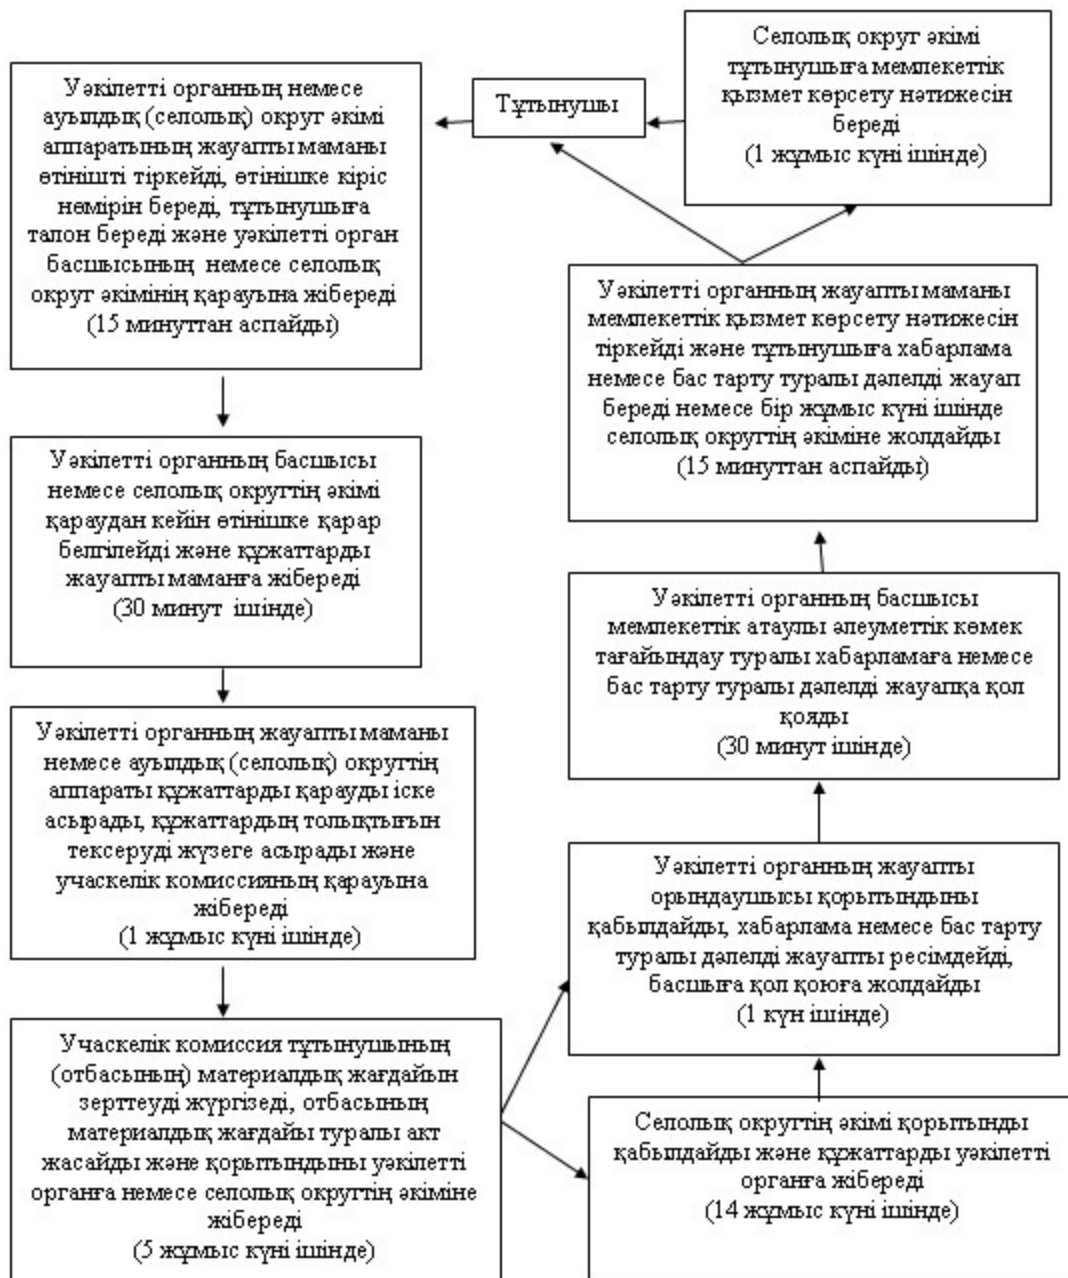 Тұтынушы
Уәкілетті органның немесе
ауылдық (селолық) округ әкімі
аппаратының жауапты маманы
өтінішті тіркейді, өтінішке кіріс
нөмірін береді, тұтынушыға
талон береді және уәкілетті орган
басшысының немесе селолық
округ әкімінің қарауына жібереді
(15 минуттан аспайды)
Уәкілетті органның басшысы
немесе селолық округтің әкімі
қараудан кейін өтінішке қарар
белгілейді және құжаттарды
жауапты маманға жібереді
(30 минут ішінде)
Уәкілетті органның жауапты маманы
немесе ауылдық (селолық) округтің
аппараты құжаттарды қарауды іске
асырады, құжаттардың толықтығын
тексеруді жүзеге асырады және
учаскелік комиссияның қарауына
жібереді
(1 жұмыс күні ішінде)
Учаскелік комиссия тұтынушының
(отбасының) материалдық жағдайын
зерттеуді жүргізеді, отбасының
материалдық жағдайы туралы акт
жасайды және қорытындыны уәкілетті
органға немесе селолық округтің әкіміне
жібереді
(5 жұмыс күні ішінде)
Селолық округтің әкімі қорытынды
қабылдайды және құжаттарды уәкілетті
органға жібереді
(14 жұмыс күні ішінде)
Уәкілетті органның жауапты
орындаушысы қорытындыны
қабылдайды, хабарлама немесе бас тарту
туралы дәлелді жауапты ресімдейді,
басшыға қол қоюға жолдайды
(1 күн ішінде)
Уәкілетті органның басшысы
мемлекеттік атаулы әлеуметтік көмек
тағайындау туралы хабарламаға немесе
бас тарту туралы дәлелді жауапқа қол
қояды
(30 минут ішінде)
Уәкілетті органның жауапты маманы
мемлекеттік қызмет көрсету нәтижесін
тіркейді және тұтынушыға хабарлама
немесе бас тарту туралы дәлелді жауап
береді немесе бір жұмыс күні ішінде
селолық округтің әкіміне жолдайды
(15 минуттан аспайды)
Селолық округ әкімі
тұтынушыға мемлекеттік
қызмет көрсету нәтижесін
береді
(1 жұмыс күні ішінде)